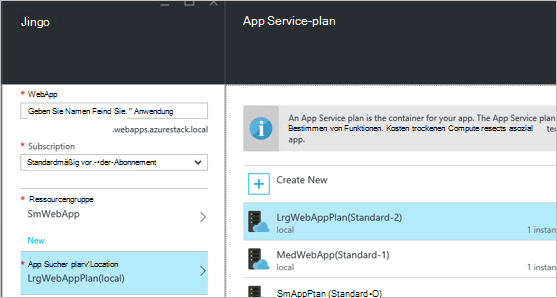 Jingo
App Service-plan
* WebApp
Geben Sie Namen Feind Sie. " Anwendung
.webapps.azurestack.local
* Subscription
Standardmäßig vor.-+der-Abonnement
* Ressourcengruppe
SmWebApp
New
* App Sucher plarv'Location
LrgWebAppPlan(local)
An App Service plan is the container for your app. The App Service plan
Bestimmen von Funktionen. Kosten trockenen Compute resects asozial tec
app.
Create New
LrgWebAppPlan(Standard-2)
local 1 instan
MedWebApp(Standard-1)
local 1 instan
SmAppPtan (Standard•O)